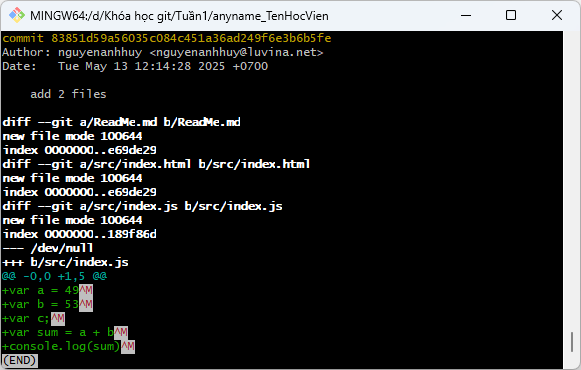 MINGW64:/d/Khóa học git/Tuần1/anyname_TenHocVien
commit 83851d59a56035c084c451a36ad249f6e3b6b5fe
Author: nguyenanhhuy <nguyenanhhuy@luvina.net>
Date:   Tue May 13 12:14:28 2025 +0700

    add 2 files

diff --git a/ReadMe.md b/ReadMe.md
new file mode 100644
index 0000000..e69de29
diff --git a/src/index.html b/src/index.html
new file mode 100644
index 0000000..e69de29
diff --git a/src/index.js b/src/index.js
new file mode 100644
index 0000000..189f86d
--- /dev/null
+++ b/src/index.js
@@ -0,0 +1,5 @@
+var a = 49^M
+var b = 53^M
+var c;^M
+var sum = a + b^M
+console.log(sum)^M
(END)